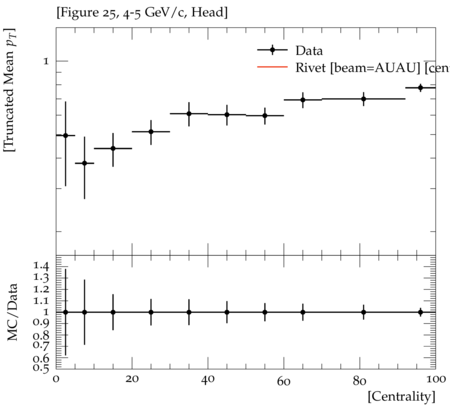 [Figure 25, 4-5 GeV/c, Head]
[Truncated Mean pT]
1
Data
Rivet [beam=AUAU] [cen
MC/Data
1.4
1.3
1.2
1.1
1
0.9
0.8
0.7
0.6
0.5
0 20 40 60 80 100
[Centrality]